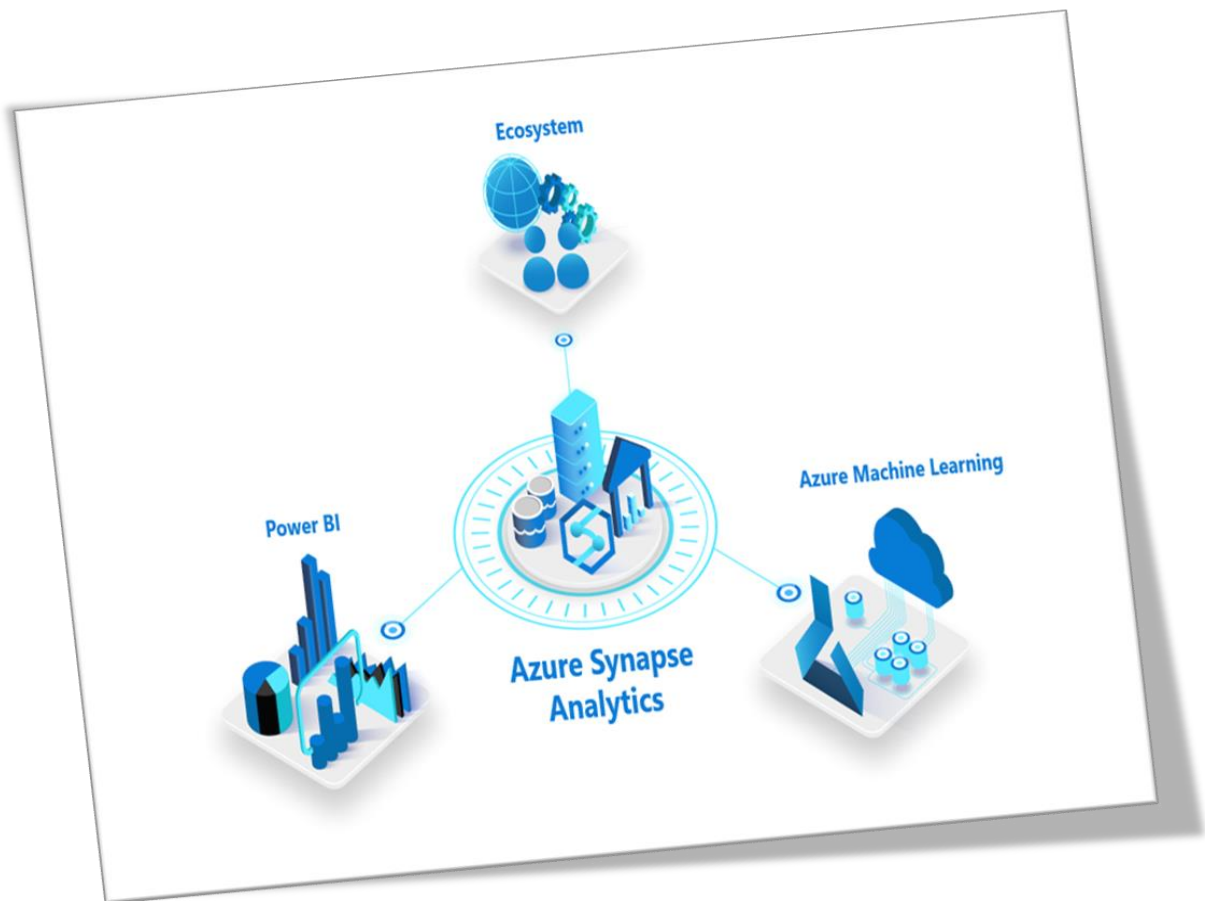 Ecosystem
Azure Machine Learning
Power BI
Azure Synapse
Analytics